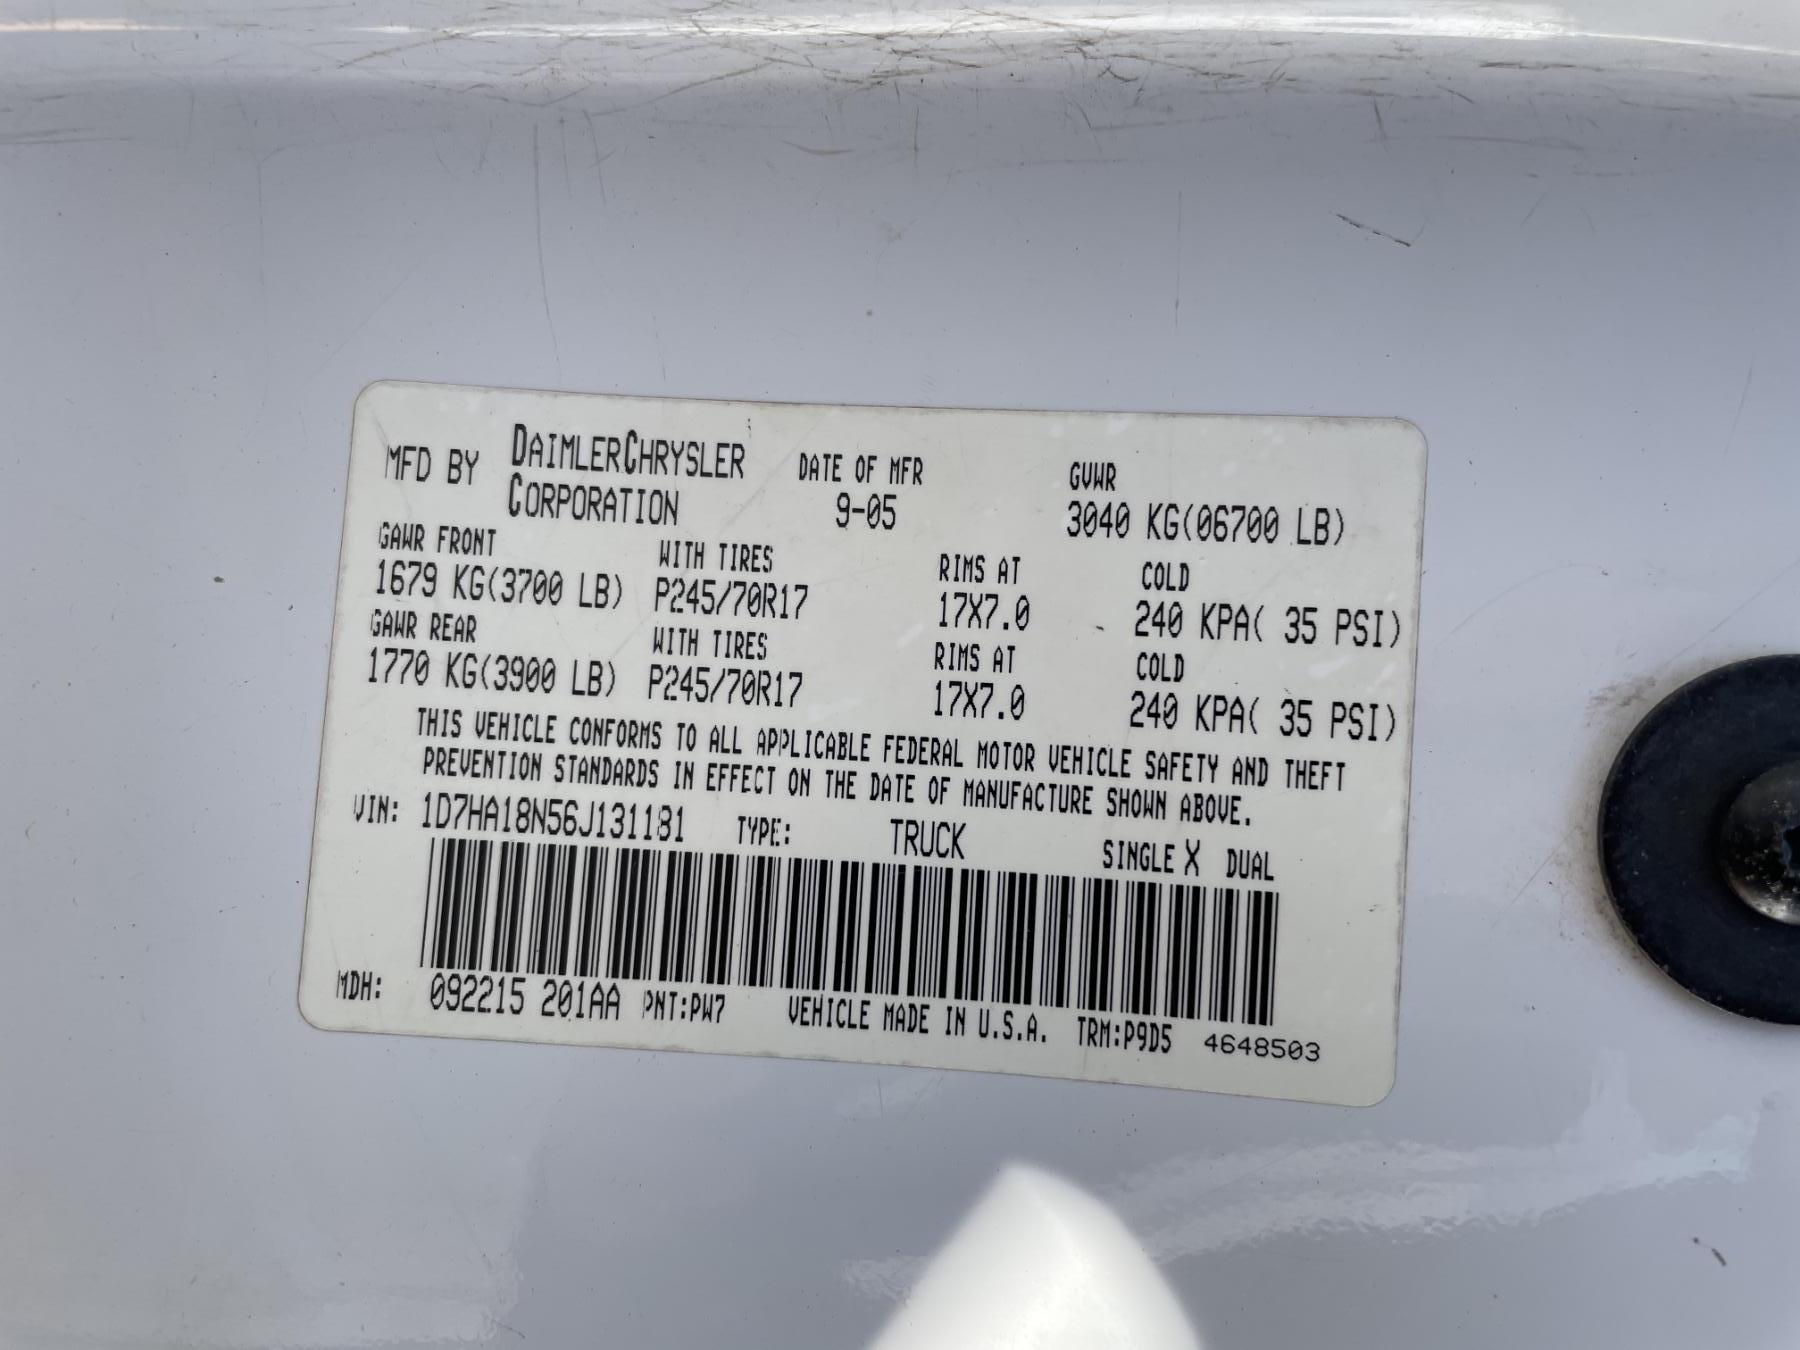 MFD BY DAIMLERCHRYSLER CORPORATION DATE OF MFR 9-05 GVWR 3040 KG(06700 LB)
GAWR FRONT WITH TIRES RIMS AT COLD
1679 KG(3700 LB) P245/70R17 17X7.0 240 KPA( 35 PSI)
GAWR REAR WITH TIRES RIMS AT COLD
1770 KG(3900 LB) P245/70R17 17X7.0 240 KPA( 35 PSI)
THIS VEHICLE CONFORMS TO ALL APPLICABLE FEDERAL MOTOR VEHICLE SAFETY AND THEFT
PREVENTION STANDARDS IN EFFECT ON THE DATE OF MANUFACTURE SHOWN ABOVE.
VIN: 1D7HA18N56J131181 TYPE: TRUCK SINGLE X DUAL
MDH: 092215 201AA PNT:PW7 VEHICLE MADE IN U.S.A. TRM:P9D5 4648503